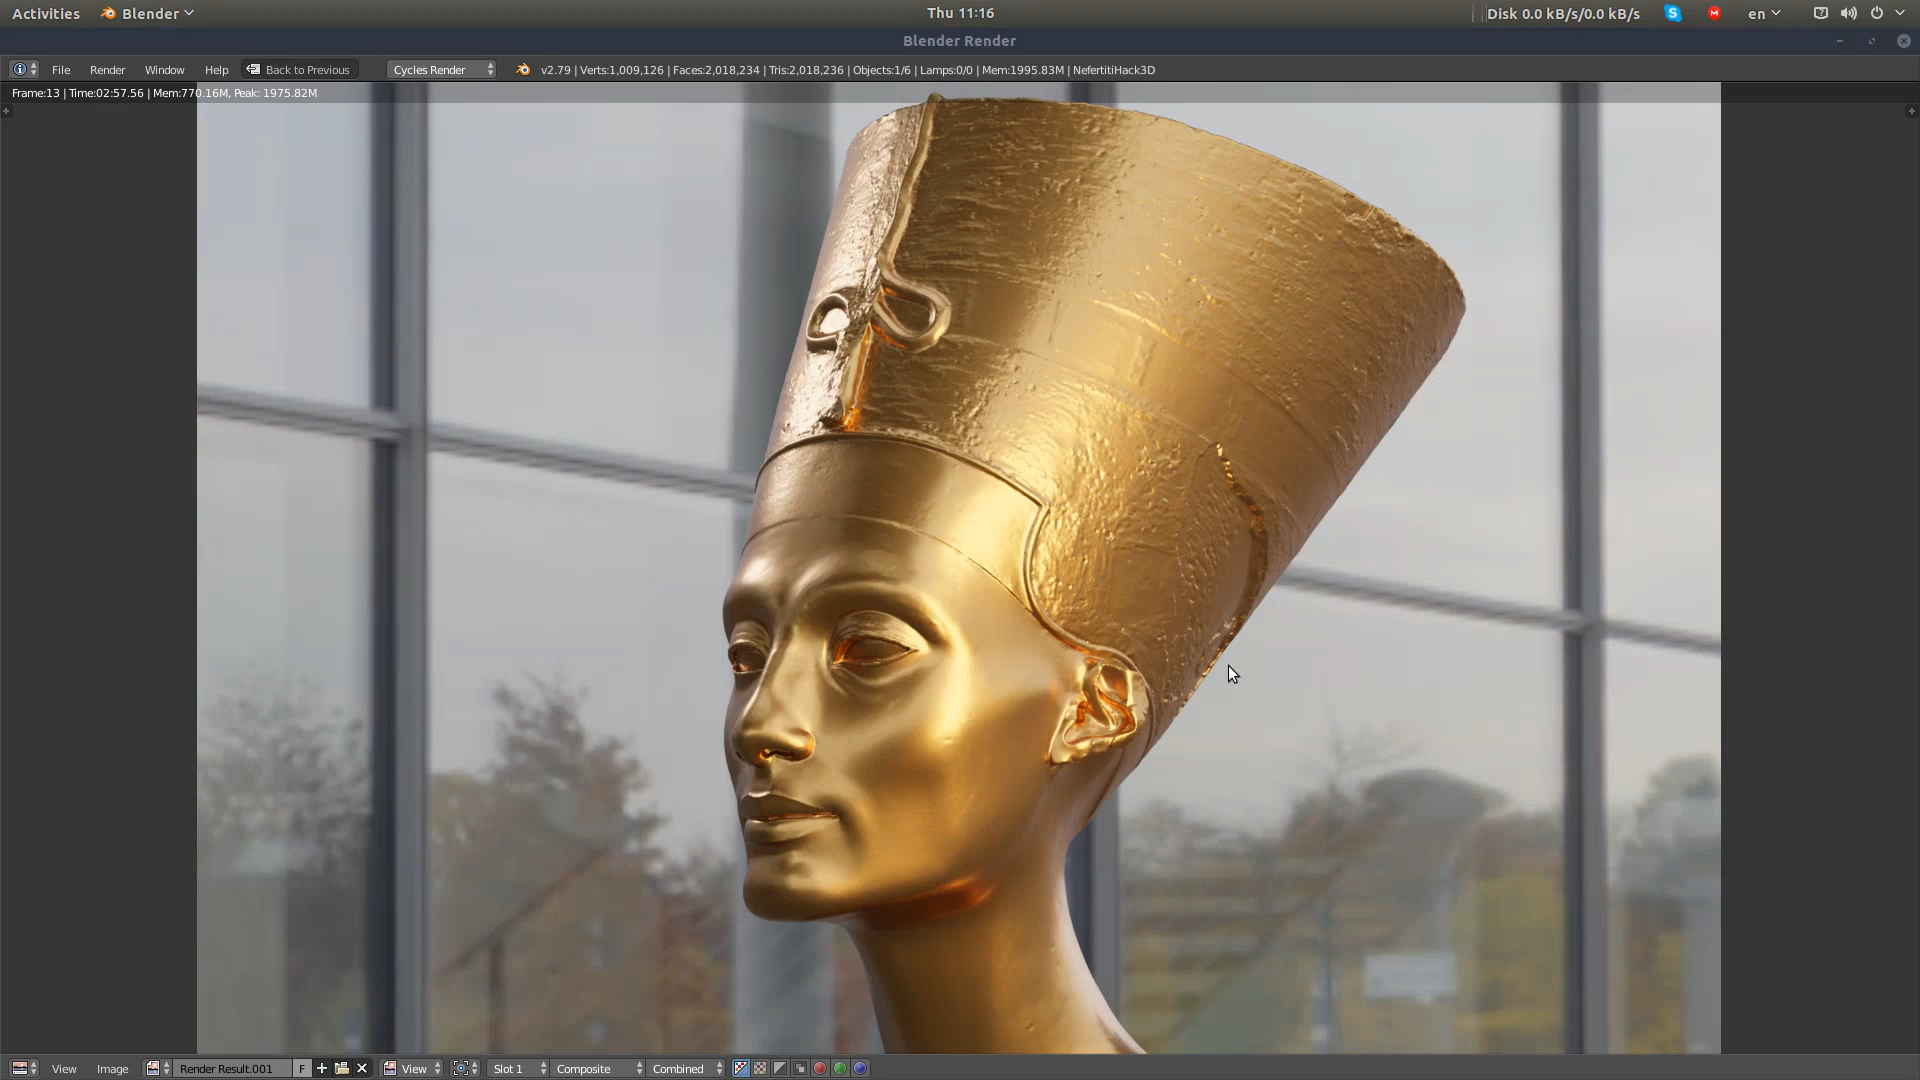 Activities Blender Thu 11:16 Disk 0.0 kB/s/0.0 kB/s en
Blender Render
File Render Window Help Back to Previous Cycles Render v2.79 | Verts:1,009,126 | Faces:2,018,234 | Tris:2,018,236 | Objects:1/6 | Lamps:0/0 | Mem:1995.83M | NefertitiHack3D
Frame:13 | Time:02:57.56 | Mem:770.16M, Peak: 1975.82M
View Image Render Result.001 F View Slot 1 Composite Combined